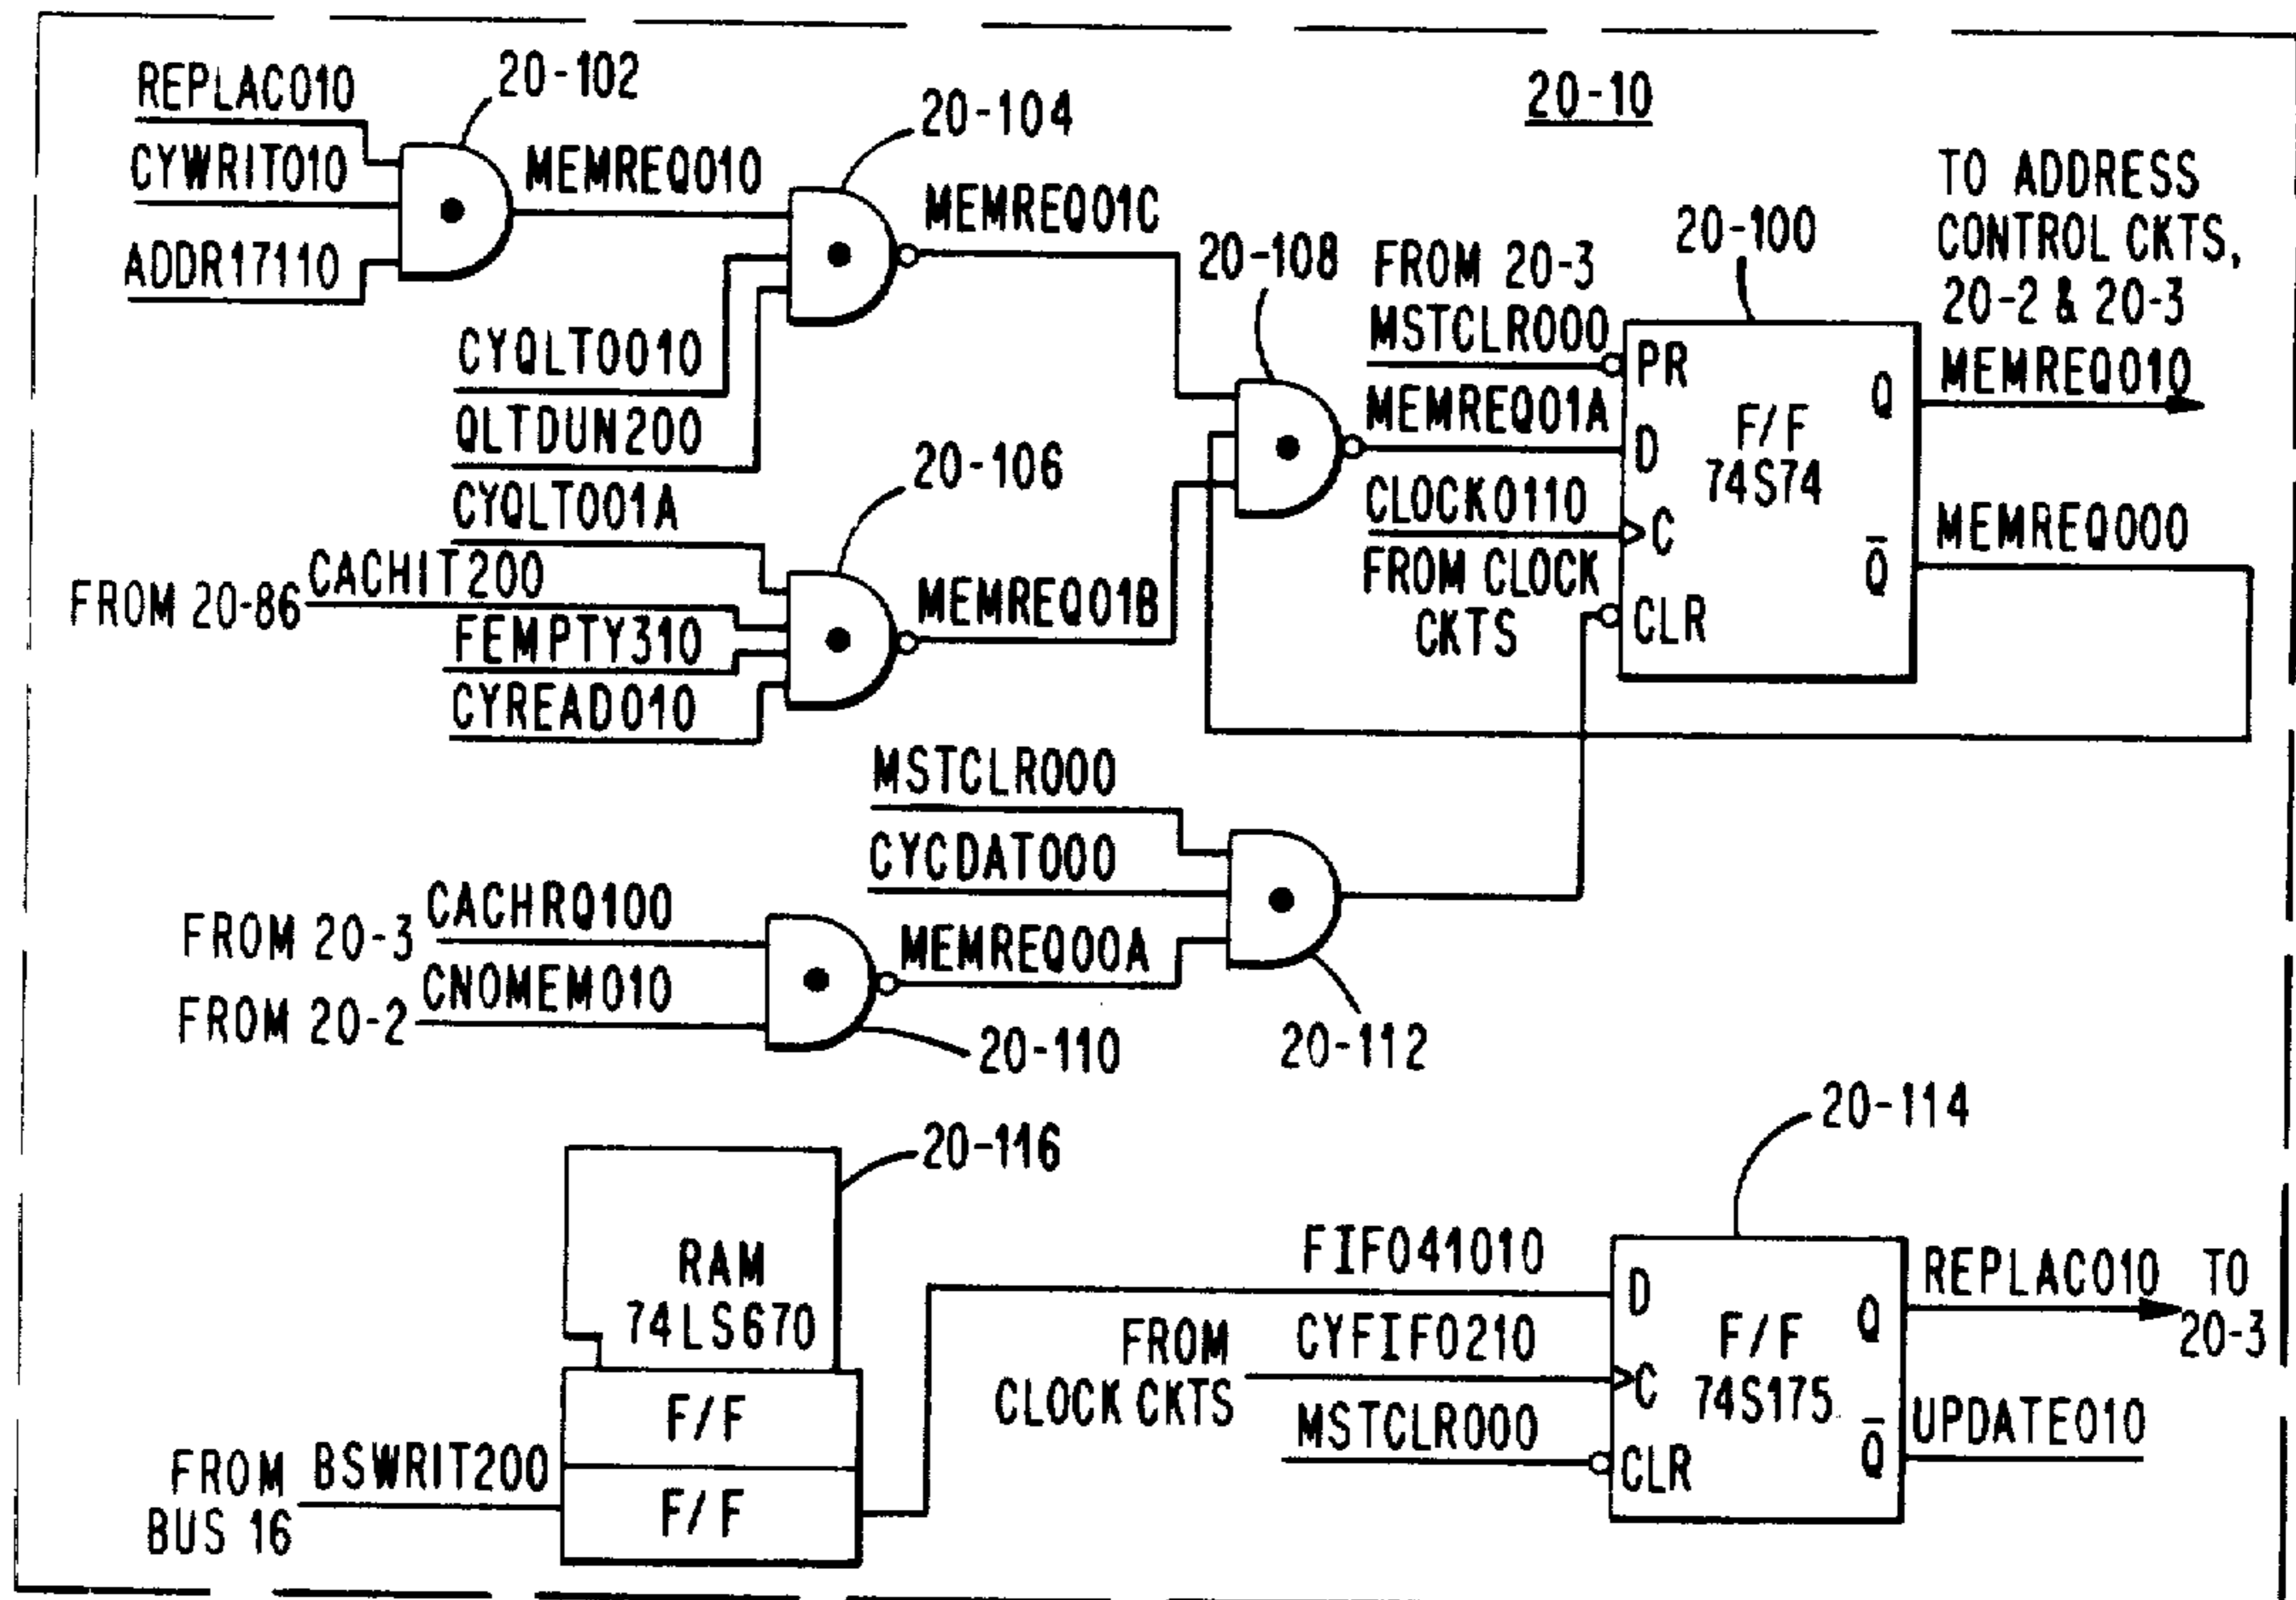 20-10
REPLAC010
20-102
CYWRIT010
MEMREQ010
ADDR17110
20-104
MEMREQ01C
CYQLT0010
QLTDUN200
20-106
CYQLT001A
FROM 20-86 CACHIT200
FEMPTY310
CYREAD010
MEMREQ01B
20-108
FROM 20-3
MSTCLR000
MEMREQ01A
CLOCK0110
FROM CLOCK
CKTS
20-100
PR
D
C
CLR
F/F
74S74
Q
Q̅
TO ADDRESS
CONTROL CKTS,
20-2 & 20-3
MEMREQ010
MEMREQ000
MSTCLR000
CYCDAT000
FROM 20-3 CACHRQ100
FROM 20-2 CNOMEM010
MEMREQ00A
20-110
20-112
20-116
RAM
74LS670
F/F
F/F
FROM
BUS 16
BSWRIT200
20-114
FIFO41010
FROM
CLOCK CKTS
CYFIFO210
MSTCLR000
D
C
CLR
F/F
74S175
Q
Q̅
REPLAC010 TO
20-3
UPDATE010